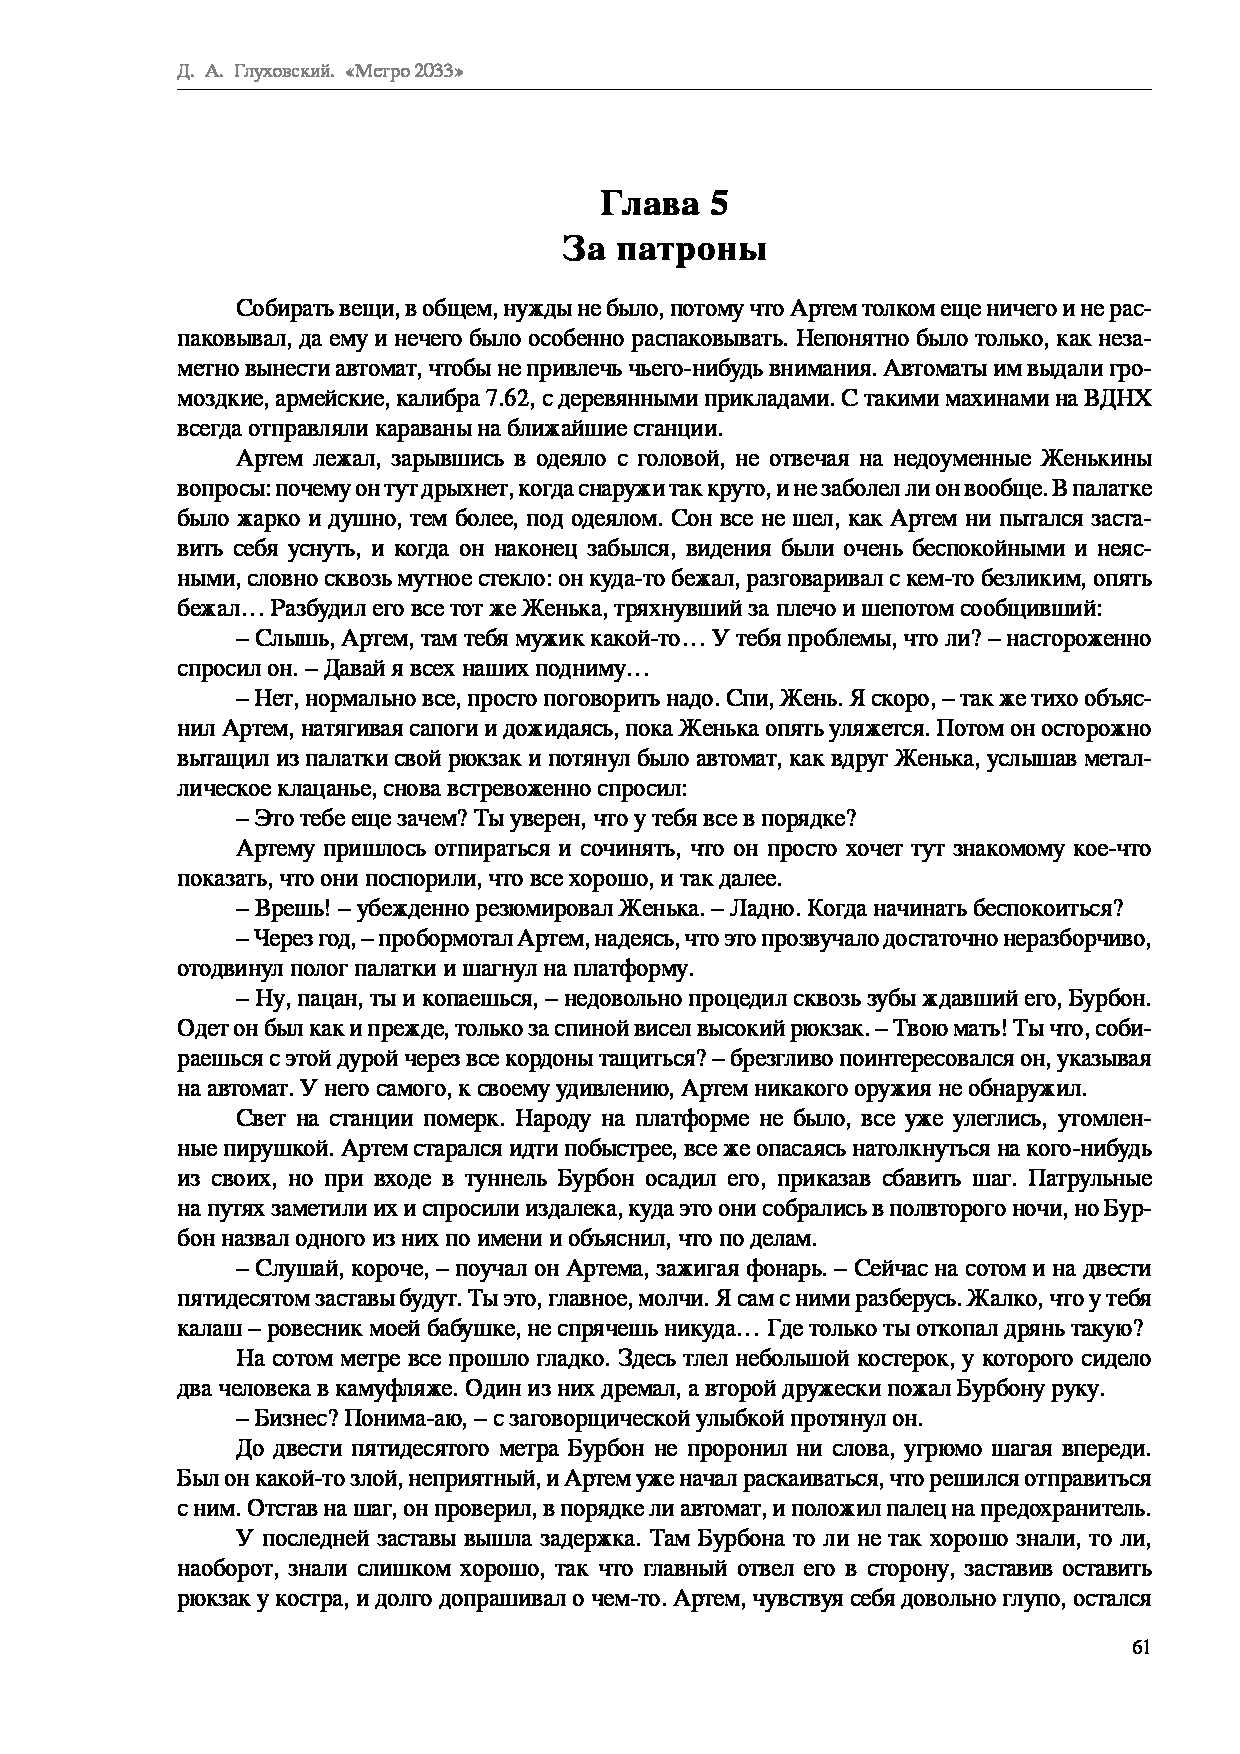 Д. А. Глуховский. «Метро 2033»
Глава 5
За патроны
Собирать вещи, в общем, нужды не было, потому что Артем толком еще ничего и не рас-
паковывал, да ему и нечего было особенно распаковывать. Непонятно было только, как неза-
метно вынести автомат, чтобы не привлечь чьего-нибудь внимания. Автоматы им выдали гро-
моздкие, армейские, калибра 7.62, с деревянными прикладами. С такими махинами на ВДНХ
всегда отправляли караваны на ближайшие станции.
Артем лежал, зарывшись в одеяло с головой, не отвечая на недоуменные Женькины
вопросы: почему он тут дрыхнет, когда снаружи так круто, и не заболел ли он вообще. В палатке
было жарко и душно, тем более, под одеялом. Сон все не шел, как Артем ни пытался заста-
вить себя уснуть, и когда он наконец забылся, видения были очень беспокойными и неяс-
ными, словно сквозь мутное стекло: он куда-то бежал, разговаривал с кем-то безликим, опять
бежал… Разбудил его все тот же Женька, тряхнувший за плечо и шепотом сообщивший:
– Слышь, Артем, там тебя мужик какой-то… У тебя проблемы, что ли? – настороженно
спросил он. – Давай я всех наших подниму…
– Нет, нормально все, просто поговорить надо. Спи, Жень. Я скоро, – так же тихо объяс-
нил Артем, натягивая сапоги и дожидаясь, пока Женька опять уляжется. Потом он осторожно
вытащил из палатки свой рюкзак и потянул было автомат, как вдруг Женька, услышав метал-
лическое клацанье, снова встревоженно спросил:
– Это тебе еще зачем? Ты уверен, что у тебя все в порядке?
Артему пришлось отпираться и сочинять, что он просто хочет тут знакомому кое-что
показать, что они поспорили, что все хорошо, и так далее.
– Врешь! – убежденно резюмировал Женька. – Ладно. Когда начинать беспокоиться?
– Через год, – пробормотал Артем, надеясь, что это прозвучало достаточно неразборчиво,
отодвинул полог палатки и шагнул на платформу.
– Ну, пацан, ты и копаешься, – недовольно процедил сквозь зубы ждавший его, Бурбон.
Одет он был как и прежде, только за спиной висел высокий рюкзак. – Твою мать! Ты что, соби-
раешься с этой дурой через все кордоны тащиться? – брезгливо поинтересовался он, указывая
на автомат. У него самого, к своему удивлению, Артем никакого оружия не обнаружил.
Свет на станции померк. Народу на платформе не было, все уже улеглись, утомлен-
ные пирушкой. Артем старался идти побыстрее, все же опасаясь натолкнуться на кого-нибудь
из своих, но при входе в туннель Бурбон осадил его, приказав сбавить шаг. Патрульные
на путях заметили их и спросили издалека, куда это они собрались в полвторого ночи, но Бур-
бон назвал одного из них по имени и объяснил, что по делам.
– Слушай, короче, – поучал он Артема, зажигая фонарь. – Сейчас на сотом и на двести
пятидесятом заставы будут. Ты это, главное, молчи. Я сам с ними разберусь. Жалко, что у тебя
калаш – ровесник моей бабушке, не спрячешь никуда… Где только ты откопал дрянь такую?
На сотом метре все прошло гладко. Здесь тлел небольшой костерок, у которого сидело
два человека в камуфляже. Один из них дремал, а второй дружески пожал Бурбону руку.
– Бизнес? Понима-аю, – с заговорщической улыбкой протянул он.
До двести пятидесятого метра Бурбон не проронил ни слова, угрюмо шагая впереди.
Был он какой-то злой, неприятный, и Артем уже начал раскаиваться, что решился отправиться
с ним. Отстав на шаг, он проверил, в порядке ли автомат, и положил палец на предохранитель.
У последней заставы вышла задержка. Там Бурбона то ли не так хорошо знали, то ли,
наоборот, знали слишком хорошо, так что главный отвел его в сторону, заставив оставить
рюкзак у костра, и долго допрашивал о чем-то. Артем, чувствуя себя довольно глупо, остался
61